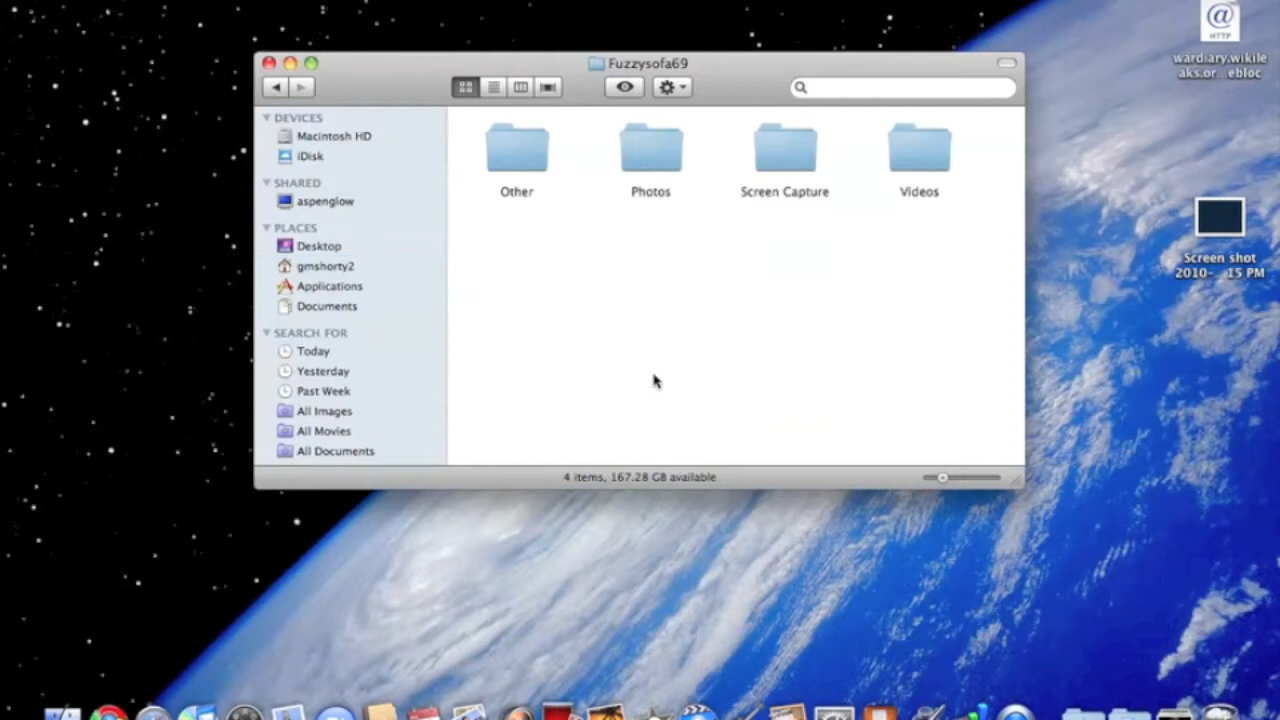 Fuzzysofa69
DEVICES
Macintosh HD
iDisk
SHARED
aspenglow
PLACES
Desktop
gmshorty2
Applications
Documents
SEARCH FOR
Today
Yesterday
Past Week
All Images
All Movies
All Documents
Other
Photos
Screen Capture
Videos
4 items, 167.28 GB available
@
HTTP
wardiary.wikile
aks.or...ebloc
Screen shot
2010-...15 PM